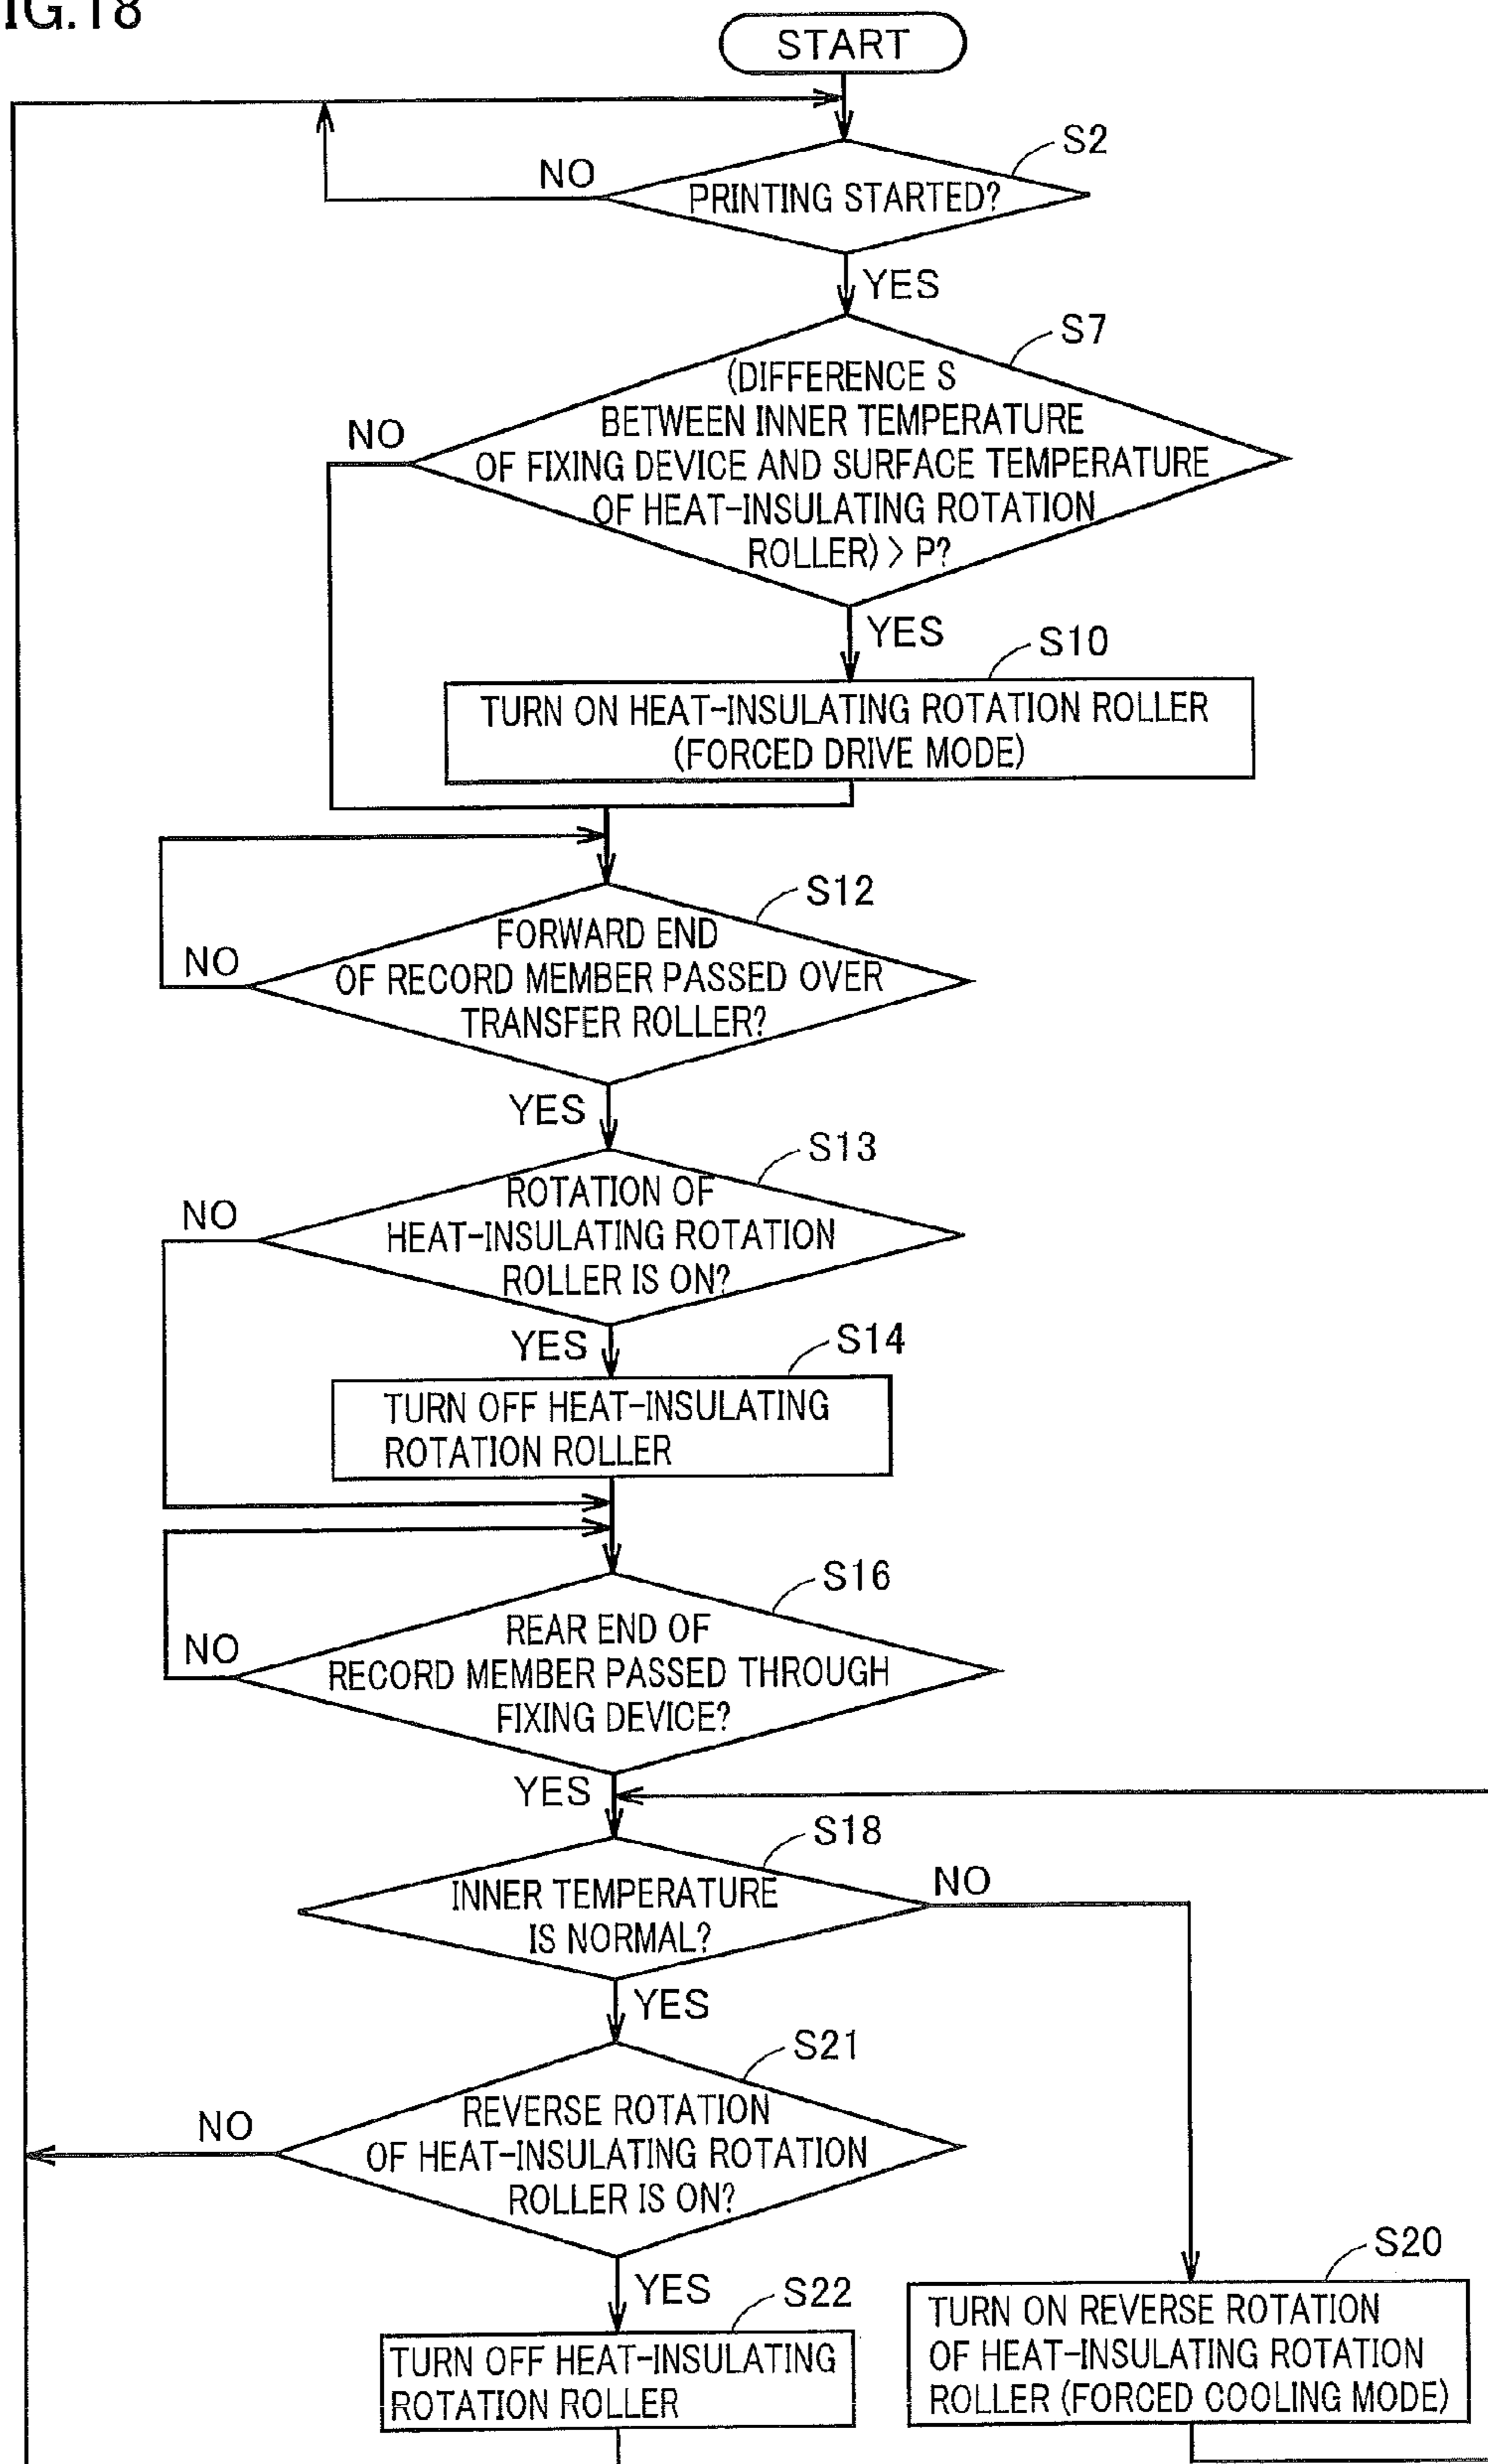 IG.18
START
S2
NO
PRINTING STARTED?
YES
S7
(DIFFERENCE S
BETWEEN INNER TEMPERATURE
NO
OF FIXING DEVICE AND SURFACE TEMPERATURE
OF HEAT-INSULATING ROTATION
ROLLER) > P?
YES
S10
TURN ON HEAT-INSULATING ROTATION ROLLER
(FORCED DRIVE MODE)
S12
FORWARD END
NO
OF RECORD MEMBER PASSED OVER
TRANSFER ROLLER?
YES
S13
ROTATION OF
NO
HEAT-INSULATING ROTATION
ROLLER IS ON?
YES
S14
TURN OFF HEAT-INSULATING
ROTATION ROLLER
S16
REAR END OF
NO
RECORD MEMBER PASSED THROUGH
FIXING DEVICE?
YES
S18
NO
INNER TEMPERATURE
IS NORMAL?
YES
S21
REVERSE ROTATION
NO
OF HEAT-INSULATING ROTATION
ROLLER IS ON?
YES
S22
TURN OFF HEAT-INSULATING
ROTATION ROLLER
S20
TURN ON REVERSE ROTATION
OF HEAT-INSULATING ROTATION
ROLLER (FORCED COOLING MODE)